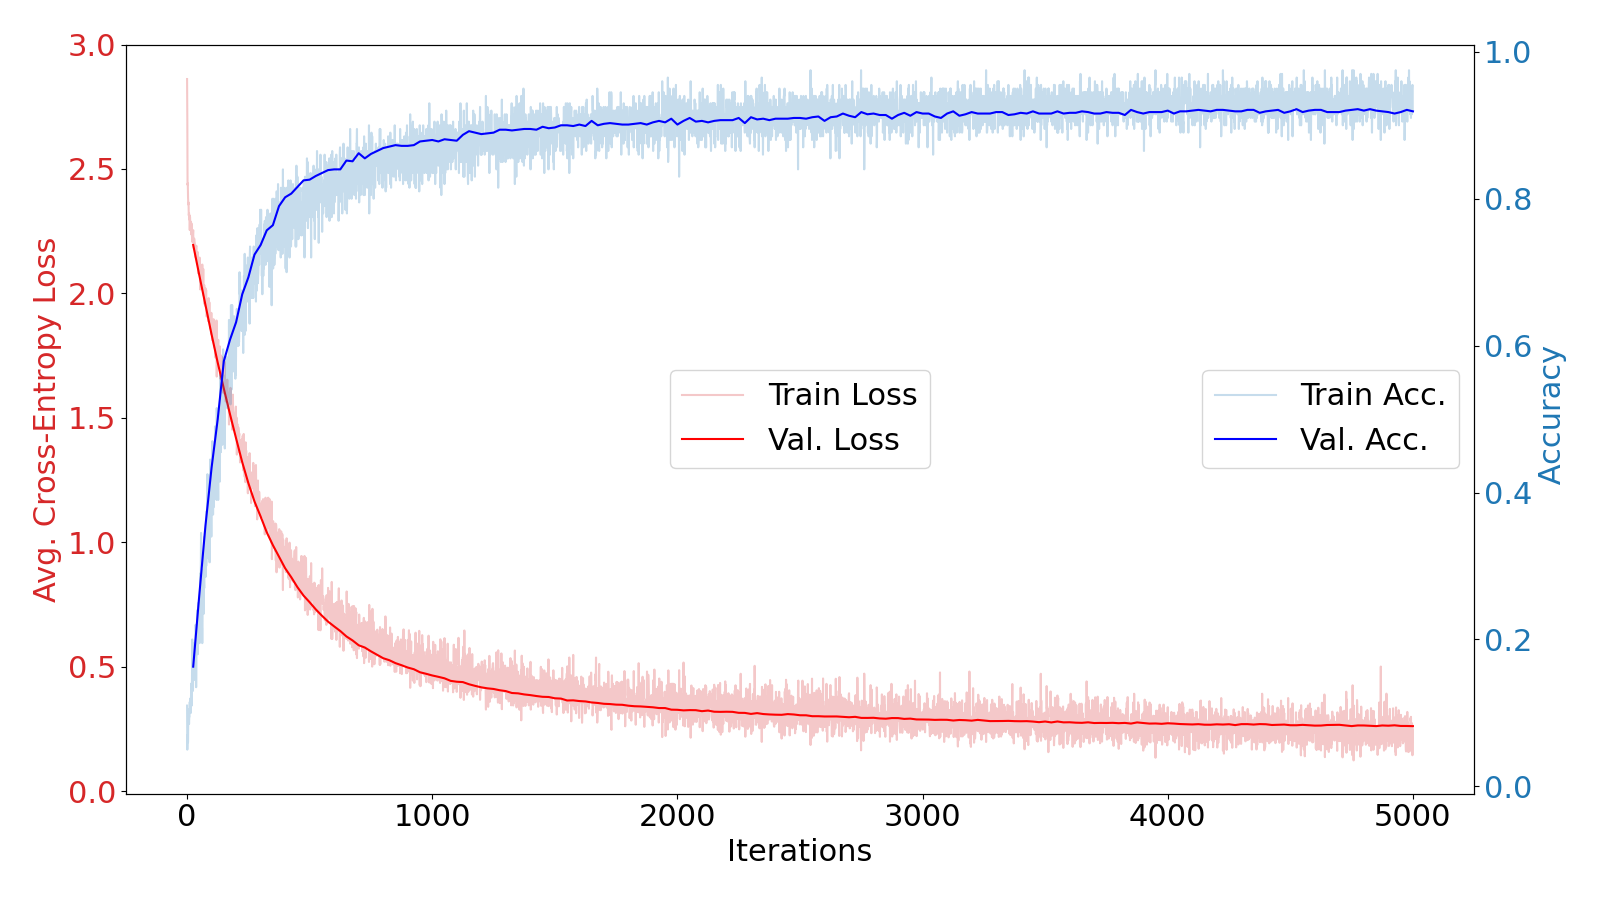 3.0
2.5
2.0
1.5
1.0
0.5
0.0
Avg. Cross-Entropy Loss
1.0
0.8
0.6
0.4
0.2
0.0
Accuracy
Train Loss
Val. Loss
Train Acc.
Val. Acc.
0 1000 2000 3000 4000 5000
Iterations